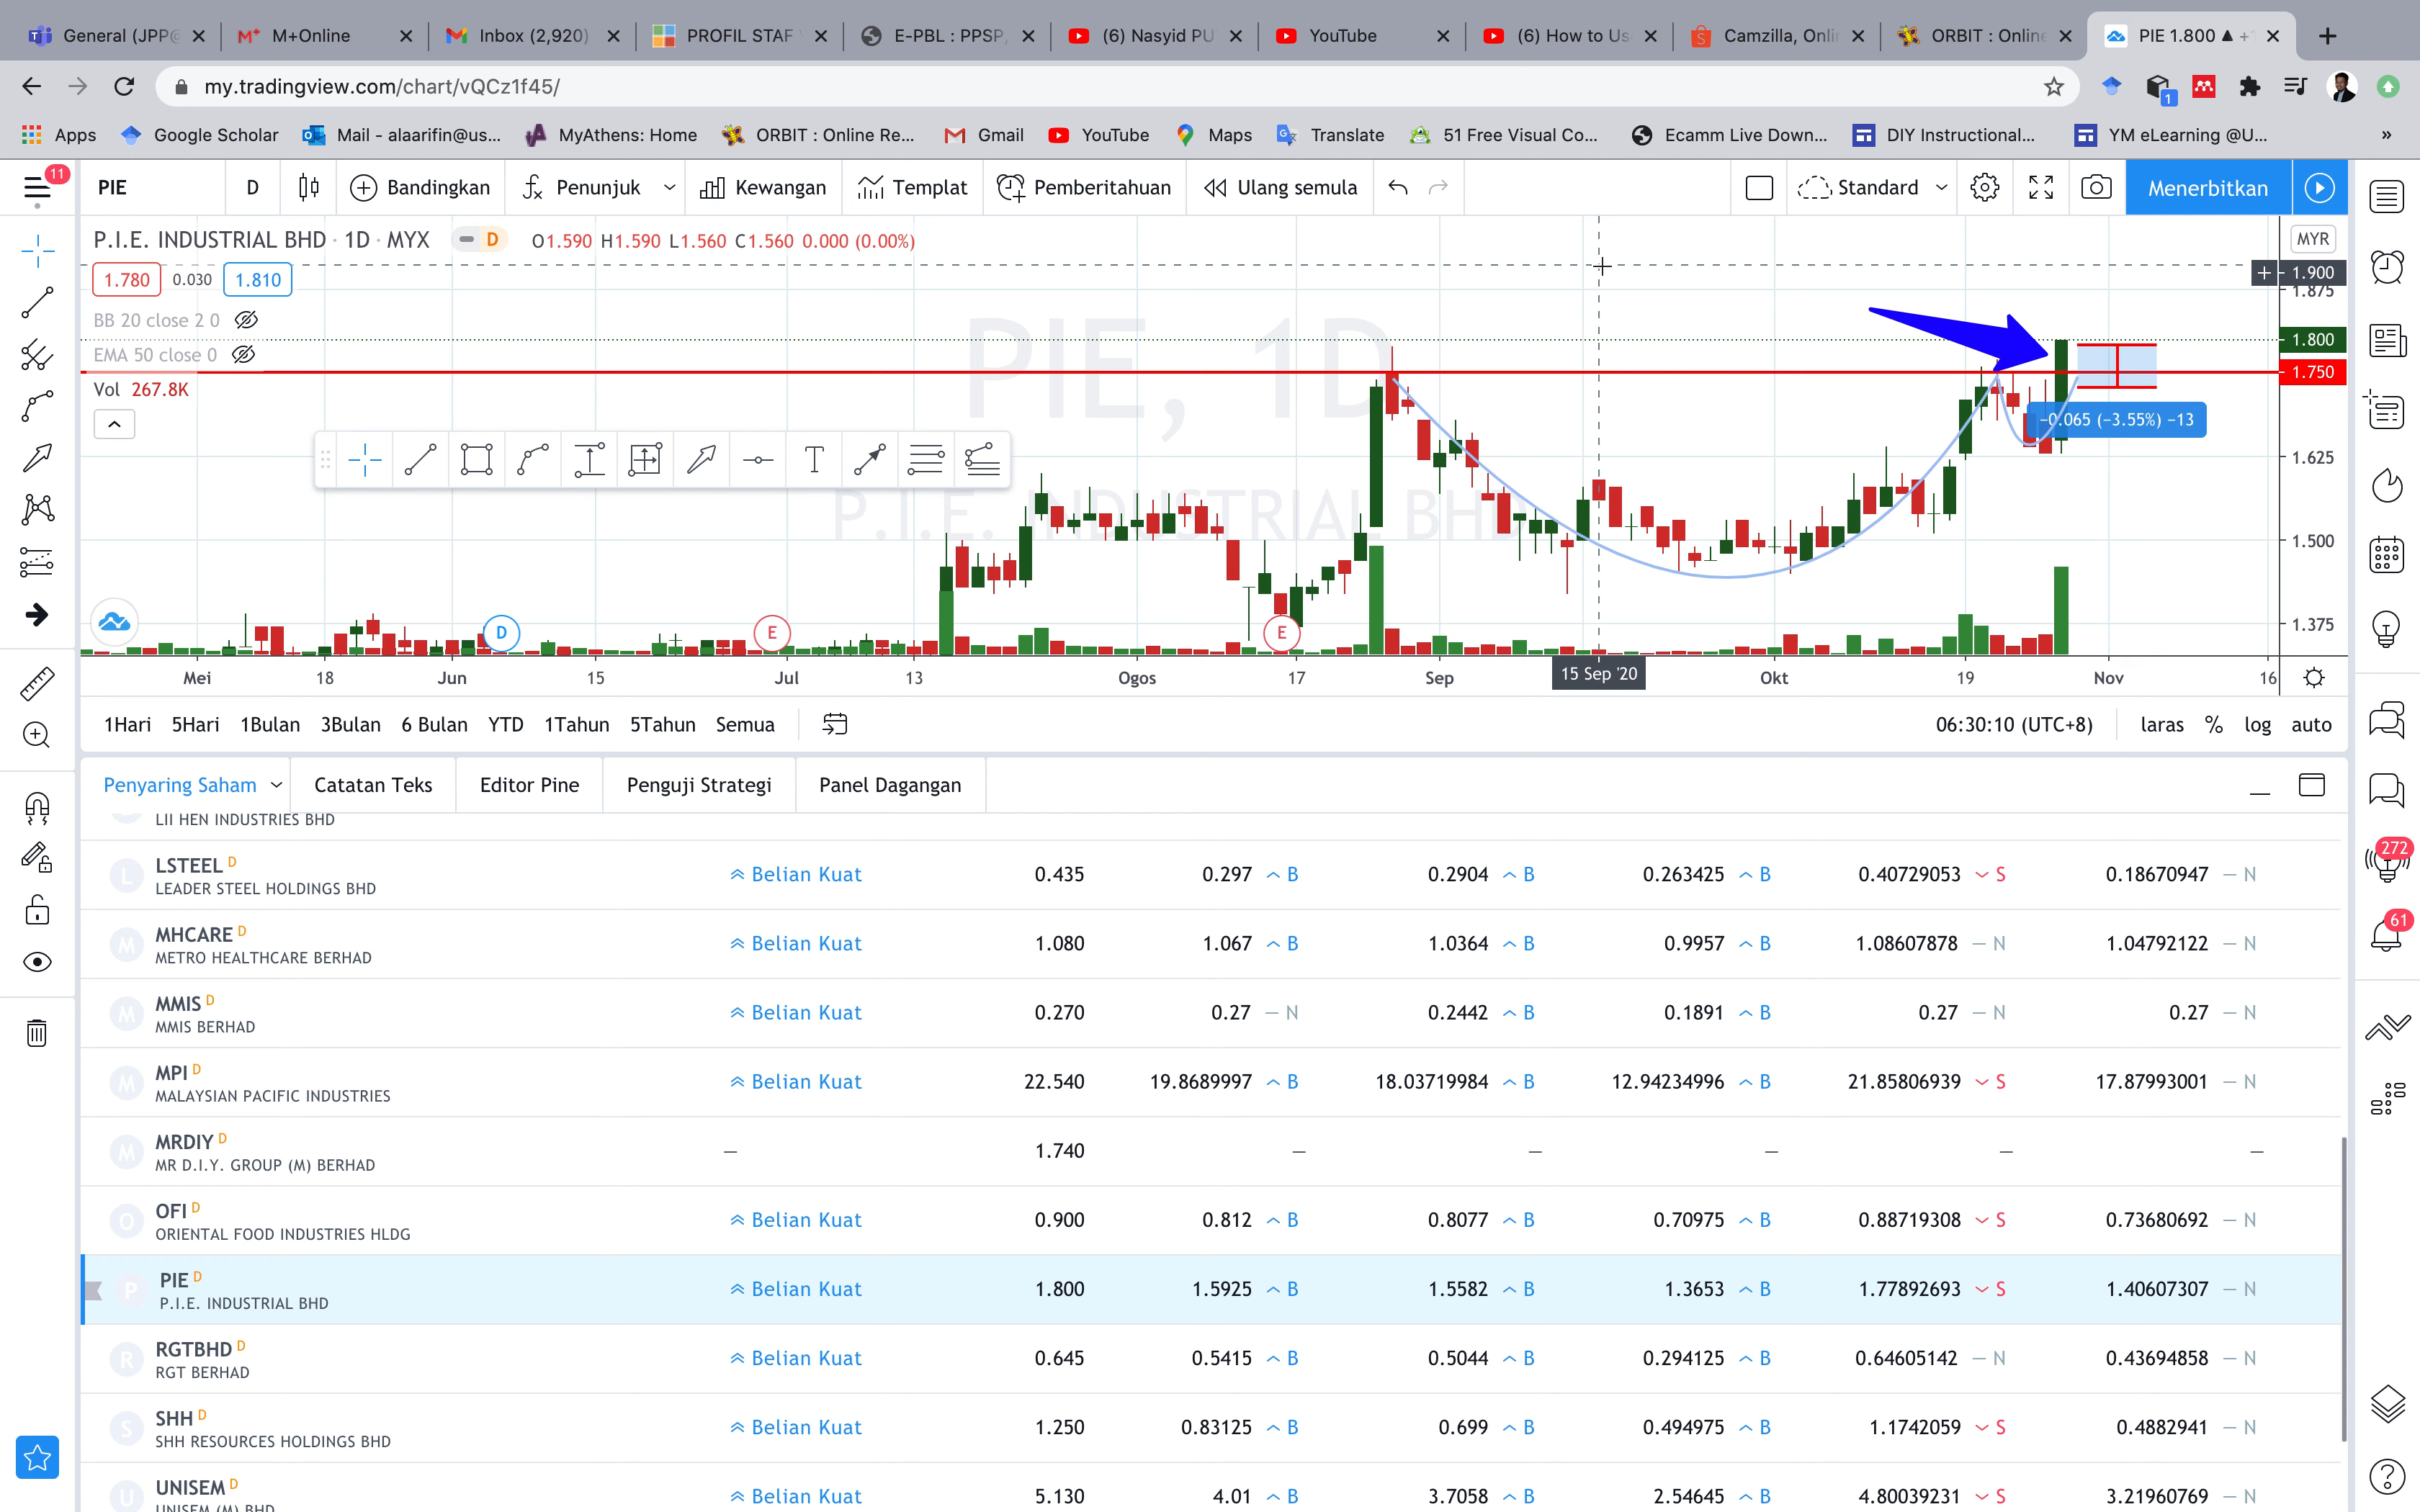 General (JPP@
M+Online
Inbox (2,920)
PROFIL STAF
E-PBL : PPSP,
(6) Nasyid PU
YouTube
(6) How to Us
Camzilla, Onli
ORBIT : Online
PIE 1.800 ▲ +
my.tradingview.com/chart/vQCz1f45/
1
Apps
Google Scholar
Mail - alaarifin@us...
MyAthens: Home
ORBIT : Online Re...
Gmail
YouTube
Maps
Translate
51 Free Visual Co...
Ecamm Live Down...
DIY Instructional...
YM eLearning @U...
»
11
PIE
D
Bandingkan
Penunjuk
Kewangan
Templat
Pemberitahuan
Ulang semula
Standard
Menerbitkan
P.I.E. INDUSTRIAL BHD · 1D · MYX
D
O1.590 H1.590 L1.560 C1.560 0.000 (0.00%)
MYR
1.780
0.030
1.810
BB 20 close 2 0
EMA 50 close 0
Vol 267.8K
PIE, 1D
P.I.E. INDUSTRIAL BHD
1.900
1.875
1.800
1.750
−0.065 (−3.55%) −13
1.625
1.500
1.375
T
D
E
E
Mei
18
Jun
15
Jul
13
Ogos
17
Sep
15 Sep '20
Okt
19
Nov
16
1Hari
5Hari
1Bulan
3Bulan
6 Bulan
YTD
1Tahun
5Tahun
Semua
06:30:10 (UTC+8)
laras
%
log
auto
Penyaring Saham
Catatan Teks
Editor Pine
Penguji Strategi
Panel Dagangan
LII HEN INDUSTRIES BHD
L LSTEEL D Belian Kuat 0.435 0.297 B 0.2904 B 0.263425 B 0.40729053 S 0.18670947 — N
LEADER STEEL HOLDINGS BHD
M MHCARE D Belian Kuat 1.080 1.067 B 1.0364 B 0.9957 B 1.08607878 — N 1.04792122 — N
METRO HEALTHCARE BERHAD
M MMIS D Belian Kuat 0.270 0.27 — N 0.2442 B 0.1891 B 0.27 — N 0.27 — N
MMIS BERHAD
M MPI D Belian Kuat 22.540 19.8689997 B 18.03719984 B 12.94234996 B 21.85806939 S 17.87993001 — N
MALAYSIAN PACIFIC INDUSTRIES
M MRDIY D — 1.740 — — — — —
MR D.I.Y. GROUP (M) BERHAD
O OFI D Belian Kuat 0.900 0.812 B 0.8077 B 0.70975 B 0.88719308 S 0.73680692 — N
ORIENTAL FOOD INDUSTRIES HLDG
P PIE D Belian Kuat 1.800 1.5925 B 1.5582 B 1.3653 B 1.77892693 S 1.40607307 — N
P.I.E. INDUSTRIAL BHD
R RGTBHD D Belian Kuat 0.645 0.5415 B 0.5044 B 0.294125 B 0.64605142 — N 0.43694858 — N
RGT BERHAD
S SHH D Belian Kuat 1.250 0.83125 B 0.699 B 0.494975 B 1.1742059 S 0.4882941 — N
SHH RESOURCES HOLDINGS BHD
U UNISEM D Belian Kuat 5.130 4.01 B 3.7058 B 2.54645 B 4.80039231 S 3.21960769 — N
UNISEM (M) BHD
272
61